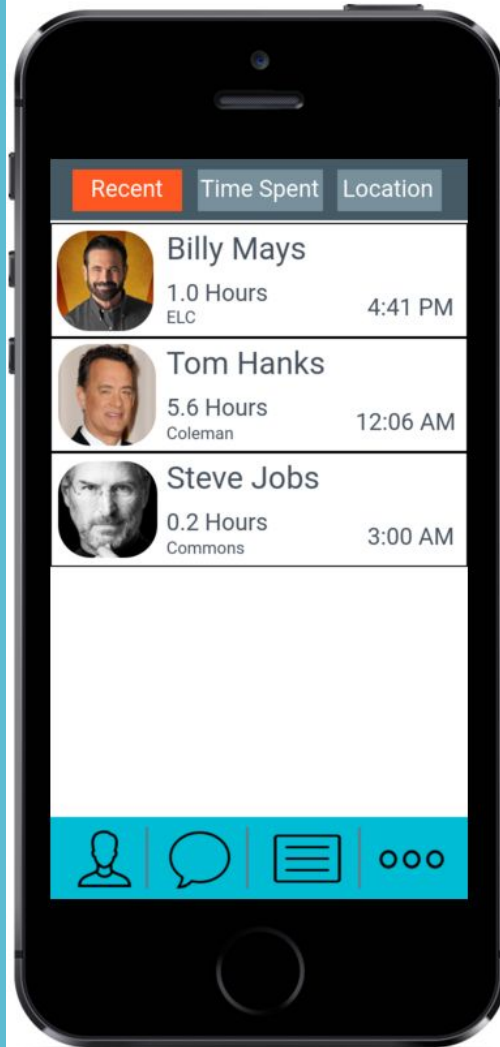 Recent Time Spent Location
Billy Mays
1.0 Hours
ELC
4:41 PM
Tom Hanks
5.6 Hours
Coleman
12:06 AM
Steve Jobs
0.2 Hours
Commons
3:00 AM